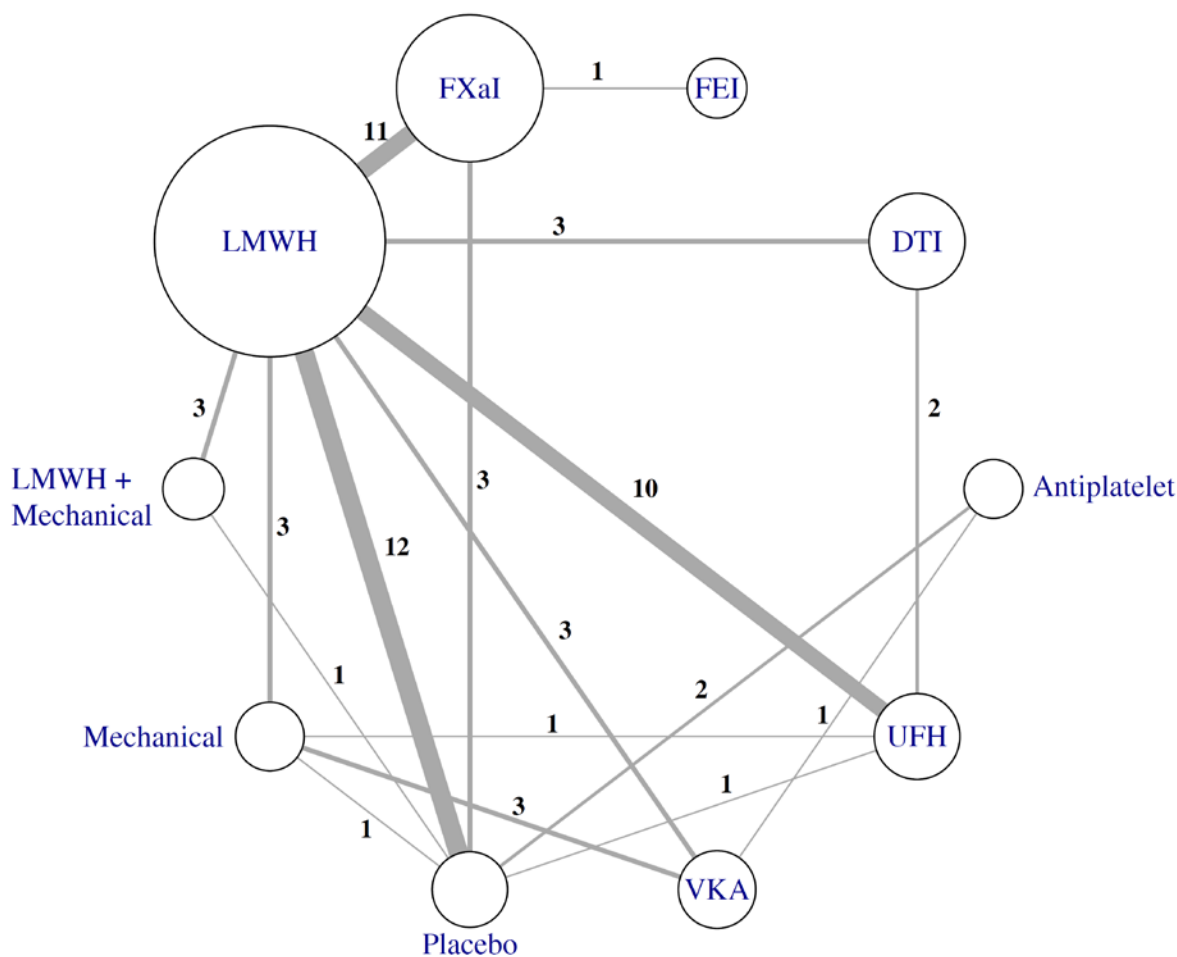 FXaI
1
FEI
11
LMWH
3
DTI
3
2
LMWH +
Mechanical
3
3
10
Antiplatelet
12
3
1
2
1
Mechanical
1
UFH
1
3
1
VKA
Placebo